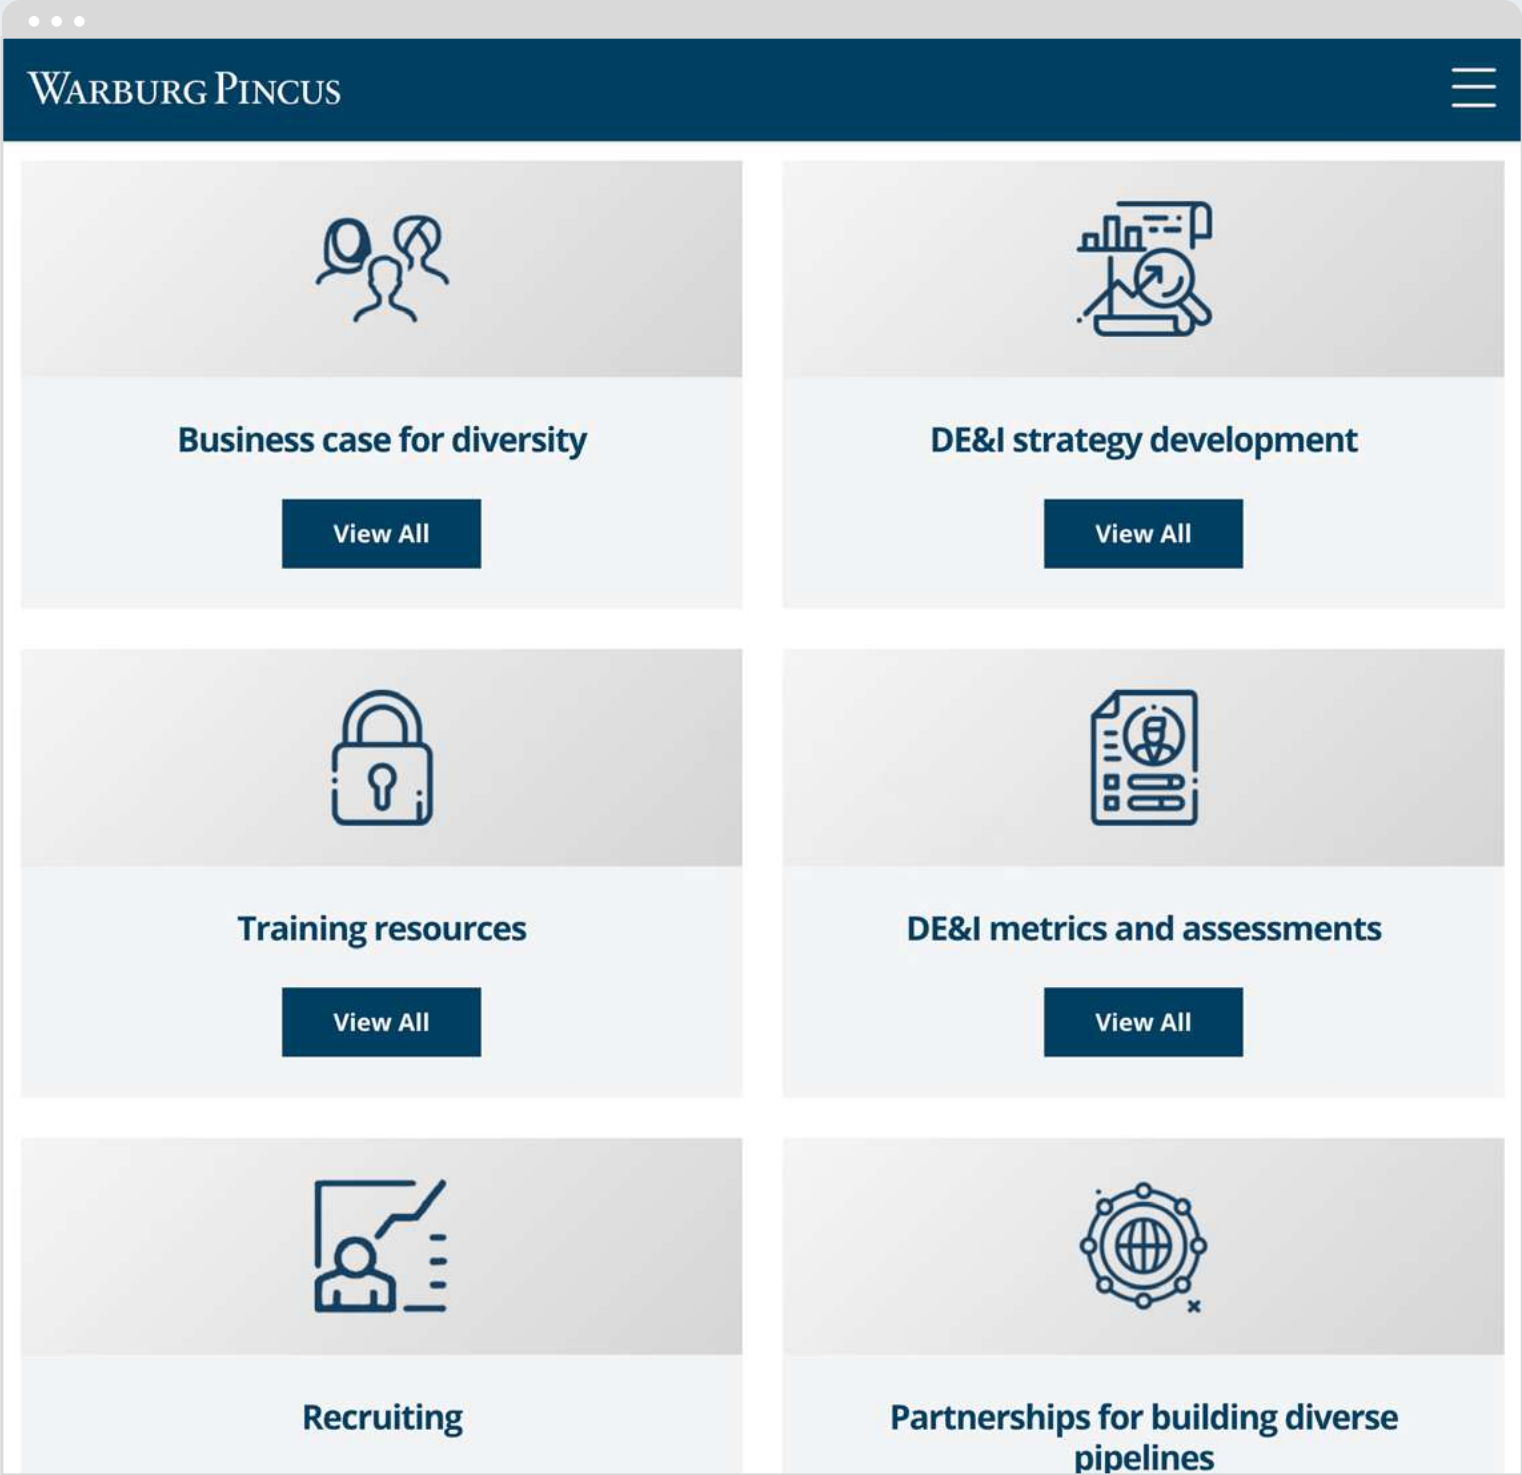 WARBURG PINCUS
Business case for diversity
DE&I strategy development
View All
View All
Training resources
DE&I metrics and assessments
View All
View All
Recruiting
Partnerships for building diverse
pipelines